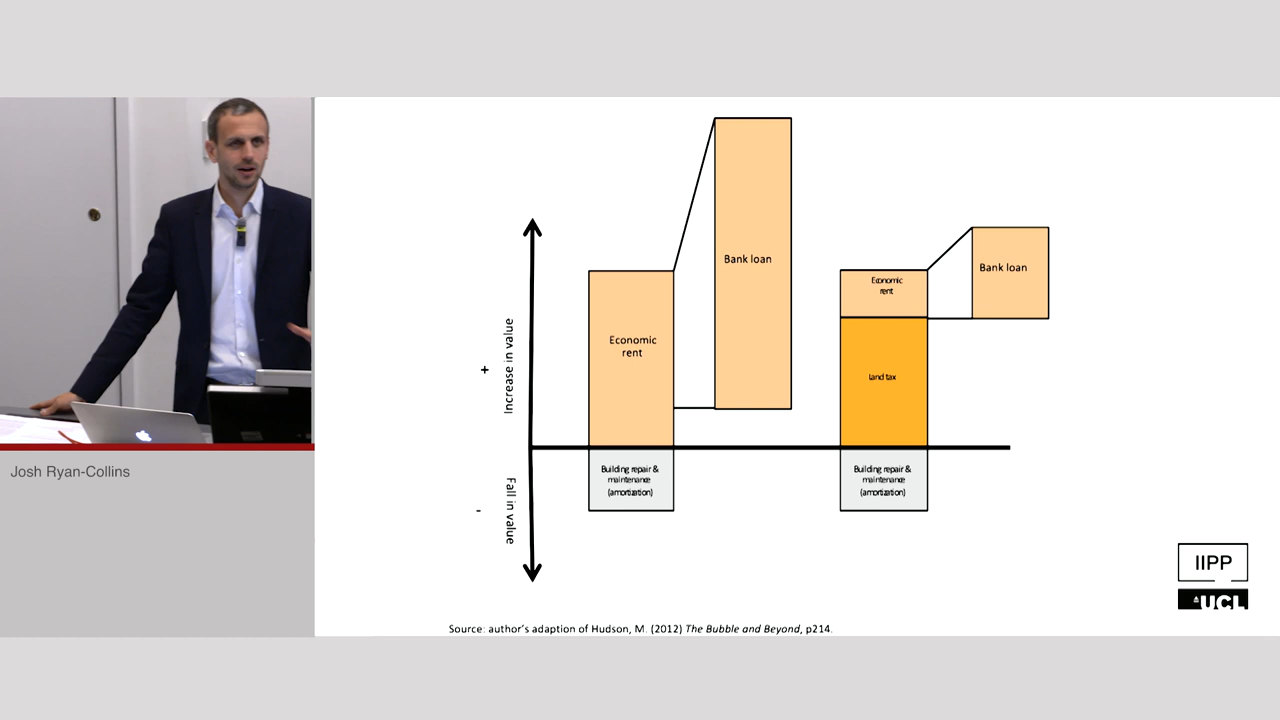 Josh Ryan-Collins
+
Increase in value
-
Fall in value
Economic
rent
Bank loan
Building repair &
maintenance
(amortization)
Economic
rent
land tax
Bank loan
Building repair &
maintenance
(amortization)
IIPP
UCL
Source: author's adaption of Hudson, M. (2012) The Bubble and Beyond, p214.